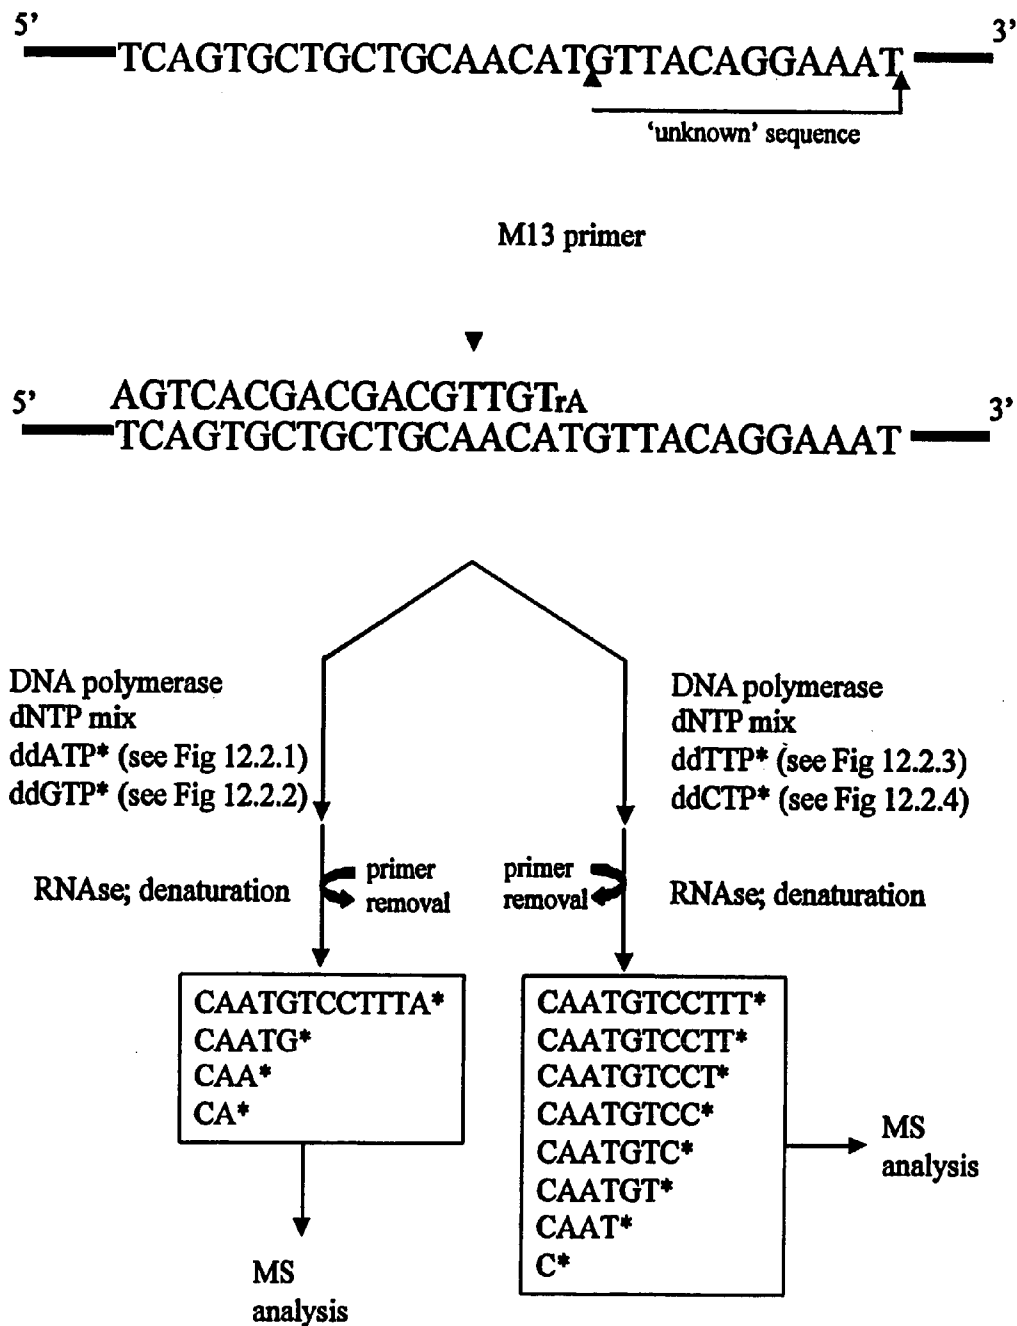 5’
3’
TCAGTGCTGCTGCAACATGTTACAGGAAAT
‘unknown’ sequence
M13 primer
AGTCACGACGACGTTGTrA
5’
3’
TCAGTGCTGCTGCAACATGTTACAGGAAAT
DNA polymerase
dNTP mix
ddATP* (see Fig 12.2.1)
ddGTP* (see Fig 12.2.2)
DNA polymerase
dNTP mix
ddTTP* (see Fig 12.2.3)
ddCTP* (see Fig 12.2.4)
RNAse; denaturation
primer
removal
primer
removal
RNAse; denaturation
CAATGTCCTTTA*
CAATG*
CAA*
CA*
CAATGTCCTTT*
CAATGTCCTT*
CAATGTCCT*
CAATGTCC*
CAATGTC*
CAATGT*
CAAT*
C*
MS
analysis
MS
analysis